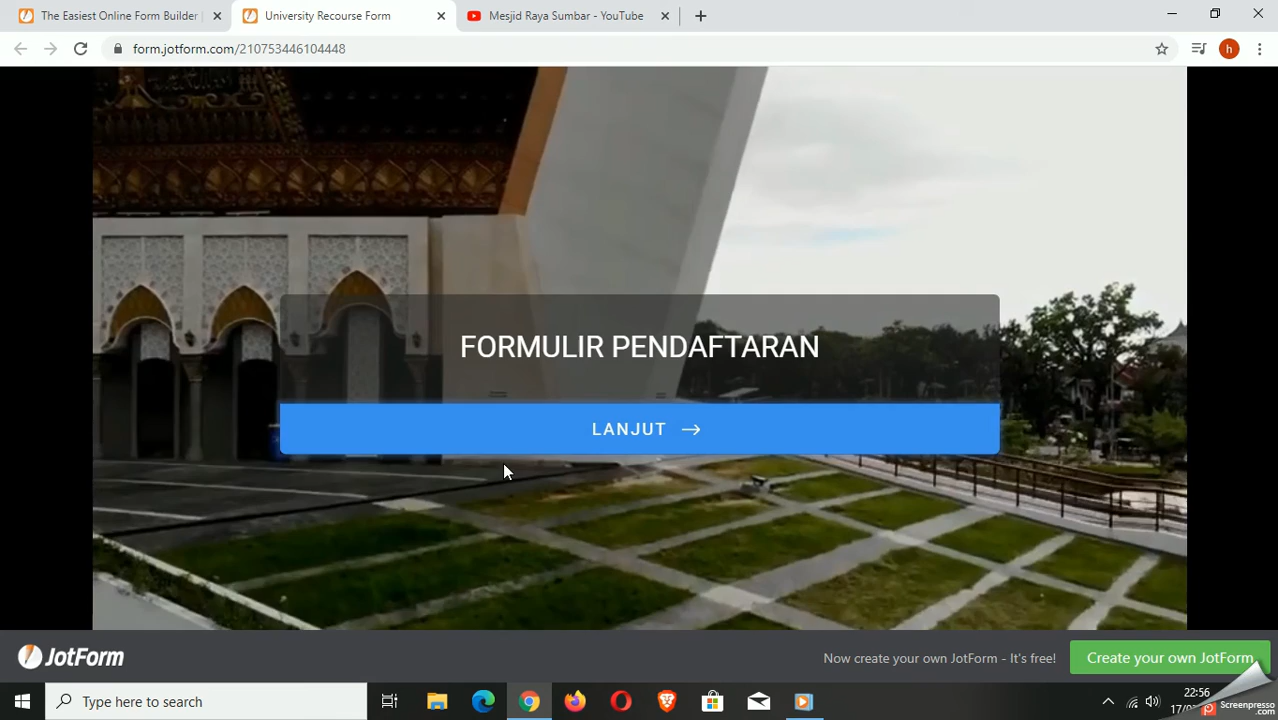 The Easiest Online Form Builder
University Recourse Form
Mesjid Raya Sumbar - YouTube
form.jotform.com/210753446104448
h
FORMULIR PENDAFTARAN
LANJUT →
JotForm
Now create your own JotForm - It's free!
Create your own JotForm
Type here to search
22:56
Screenpresso
.com